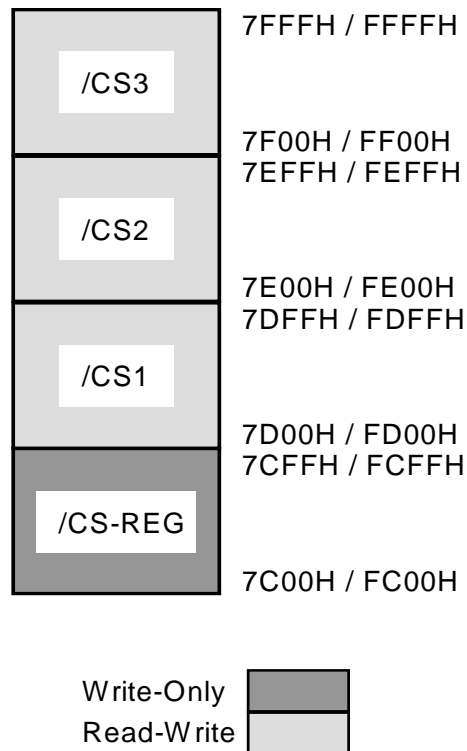 7FFFH / FFFFH
/CS3
7F00H / FF00H
7EFFH / FEFFH
/CS2
7E00H / FE00H
7DFFH / FDFFH
/CS1
7D00H / FD00H
7CFFH / FCFFH
/CS-REG
7C00H / FC00H
Write-Only
Read-Write